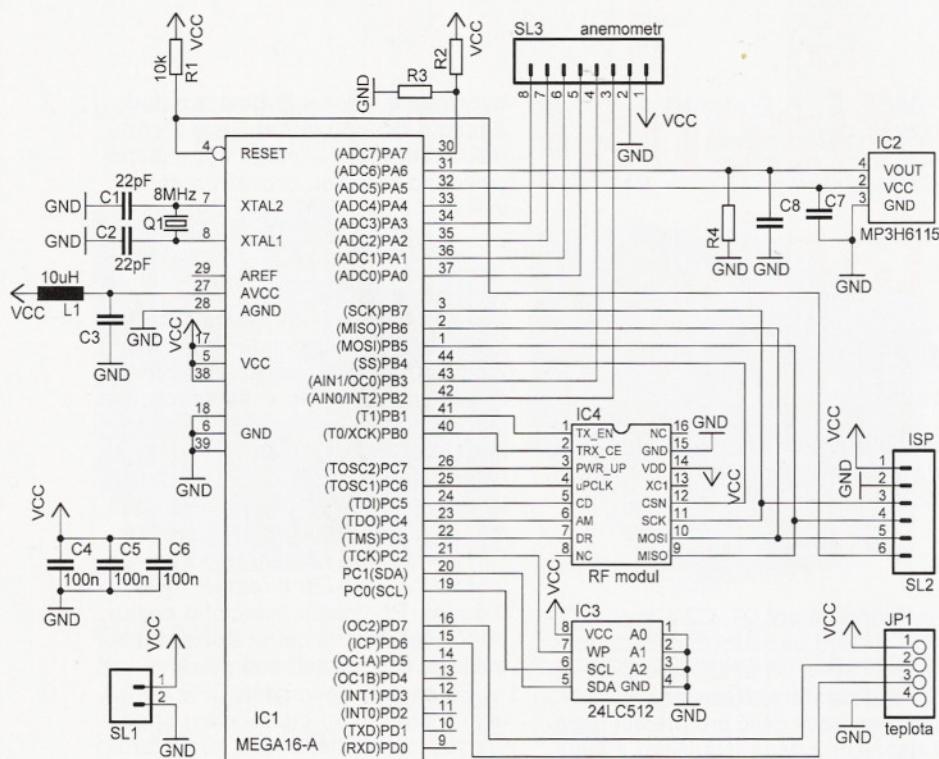 VCC
10k
R1
VCC
R2
R3
GND
SL3 anemometr
8 7 6 5 4 3 2 1
VCC
GND
IC2
4 VOUT
2 VCC
3 GND
MP3H6115
C8
C7
R4
GND
GND
GND
4 RESET
22pF
8MHz
GND C1 7 XTAL2
Q1
GND C2 8 XTAL1
22pF
10uH
29 AREF
27 AVCC
VCC L1
28 AGND
C3
GND
VCC
GND
17
5 VCC
38
18
6 GND
39
GND
(ADC7)PA7 30
(ADC6)PA6 31
(ADC5)PA5 32
(ADC4)PA4 33
(ADC3)PA3 34
(ADC2)PA2 35
(ADC1)PA1 36
(ADC0)PA0 37
(SCK)PB7 3
(MISO)PB6 2
(MOSI)PB5 1
(SS)PB4 44
(AIN1/OC0)PB3 43
(AIN0/INT2)PB2 42
(T1)PB1 41
(T0/XCK)PB0 40
(TOSC2)PC7 26
(TOSC1)PC6 25
(TDI)PC5 24
(TDO)PC4 23
(TMS)PC3 22
(TCK)PC2 21
PC1(SDA) 20
PC0(SCL) 19
(OC2)PD7 16
(ICP)PD6 15
(OC1A)PD5 14
(OC1B)PD4 13
(INT1)PD3 12
(INT0)PD2 11
(TXD)PD1 10
(RXD)PD0 9
IC1
MEGA16-A
IC4
1 TX_EN NC 16
2 TRX_CE GND 15
3 PWR_UP VDD 14
4 uPCLK XC1 13
5 CD CSN 12
6 AM SCK 11
7 DR MOSI 10
8 NC MISO 9
RF modul
GND
VCC
VCC
IC3
8 VCC A0 1
7 WP A1 2
6 SCL A2 3
5 SDA GND 4
24LC512
GND
VCC
GND
ISP
1
2
3
4
5
6
SL2
VCC
JP1
1
2
3
4
GND
teplota
VCC
C4 C5 C6
100n 100n 100n
GND
VCC
1
2
SL1
GND